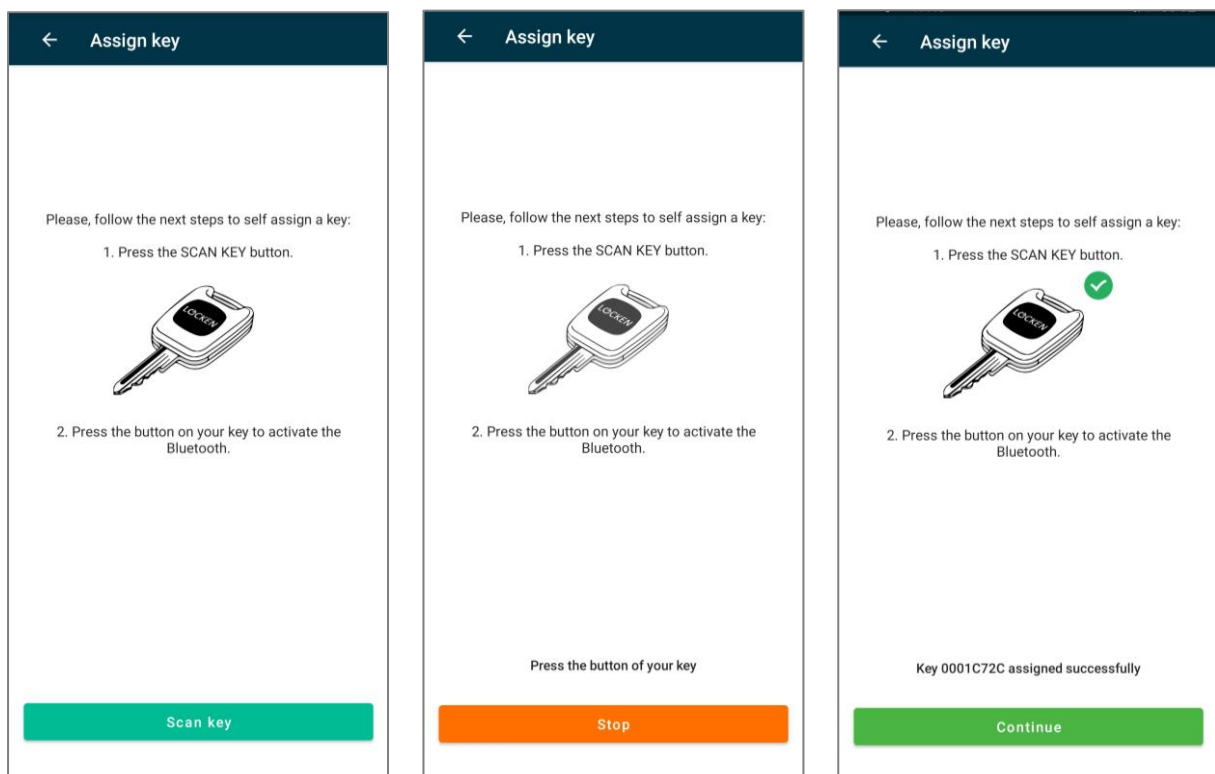 Assign key
Please, follow the next steps to self assign a key:
1. Press the SCAN KEY button.
LOCKEN
2. Press the button on your key to activate the
Bluetooth.
Scan key
Assign key
Please, follow the next steps to self assign a key:
1. Press the SCAN KEY button.
LOCKEN
2. Press the button on your key to activate the
Bluetooth.
Press the button of your key
Stop
Assign key
Please, follow the next steps to self assign a key:
1. Press the SCAN KEY button.
LOCKEN
2. Press the button on your key to activate the
Bluetooth.
Key 0001C72C assigned successfully
Continue